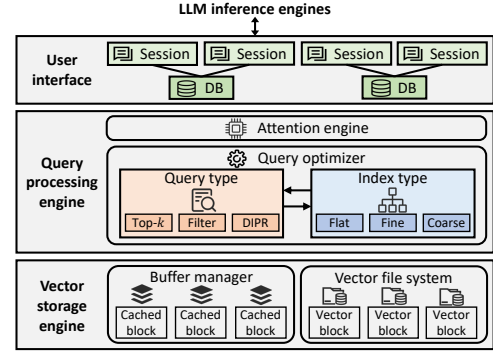 LLM inference engines
User interface
Session
Session
Session
Session
DB
DB
Query processing engine
Attention engine
Query optimizer
Query type
Index type
Top-k
Filter
DIPR
Flat
Fine
Coarse
Vector storage engine
Buffer manager
Vector file system
Cached block
Cached block
Cached block
Vector block
Vector block
Vector block